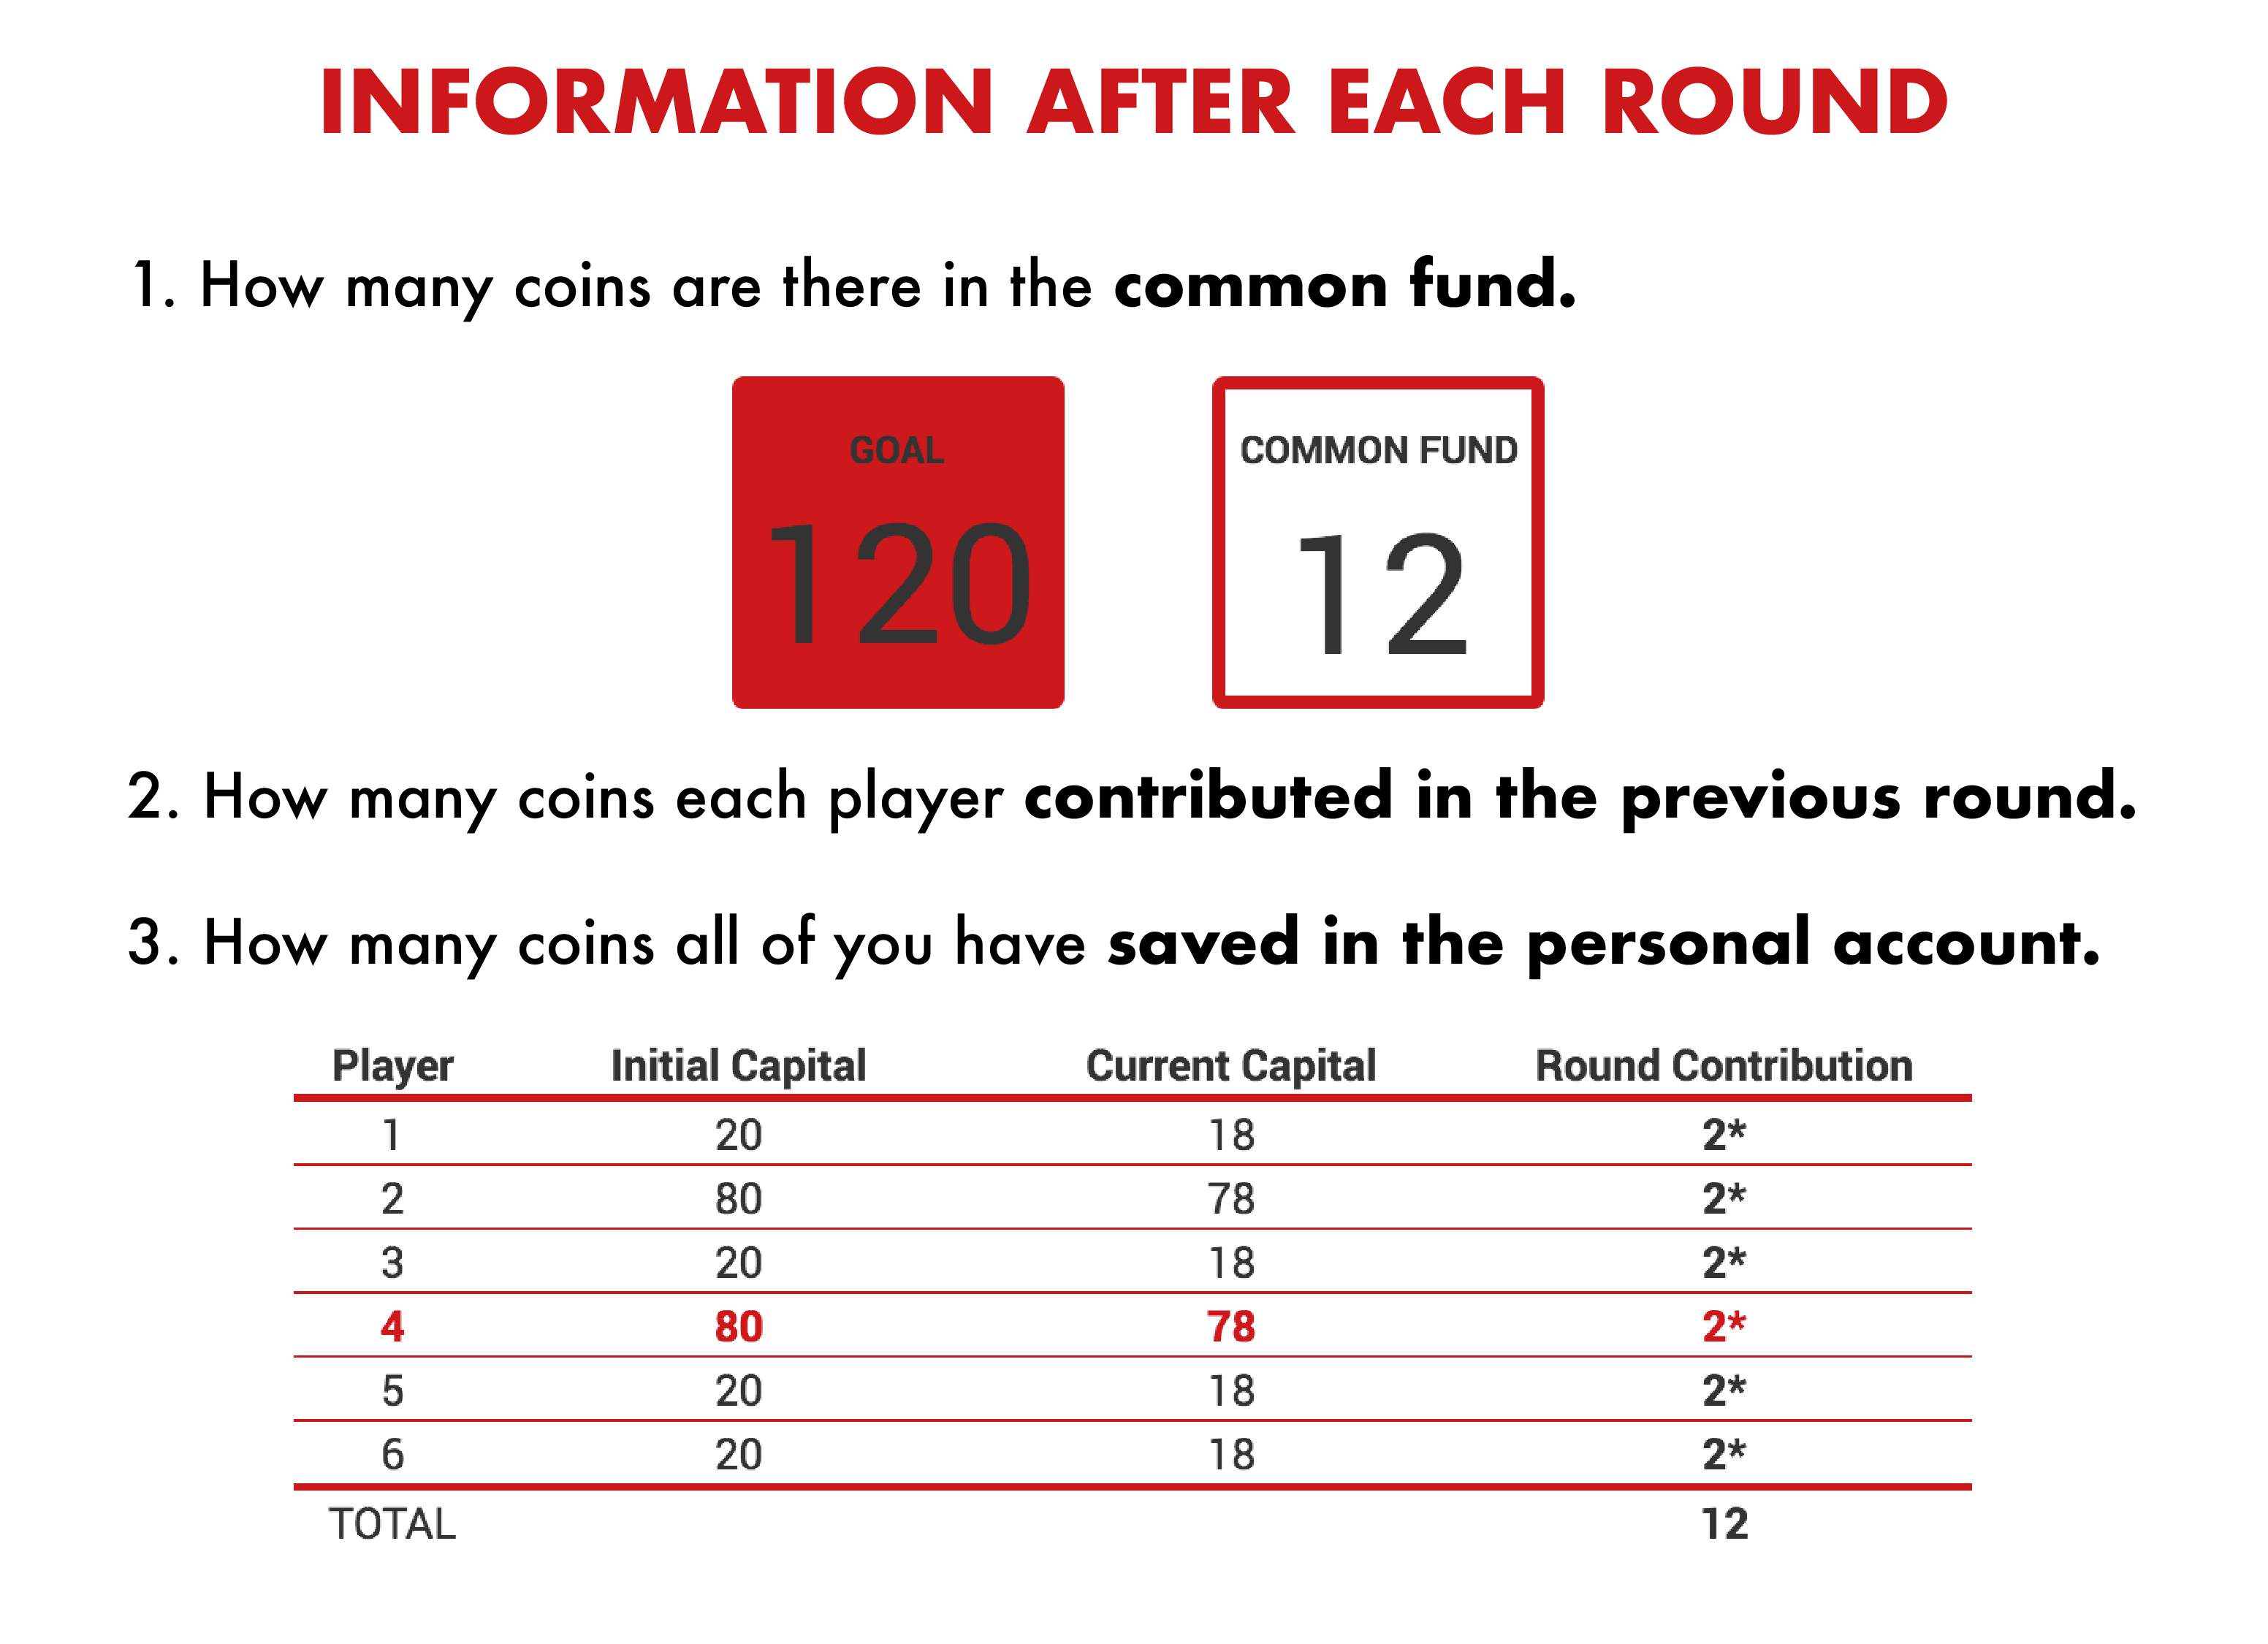 INFORMATION AFTER EACH ROUND
1. How many coins are there in the common fund.
GOAL
120
COMMON FUND
12
2. How many coins each player contributed in the previous round.
3. How many coins all of you have saved in the personal account.
Player Initial Capital Current Capital Round Contribution
1 20 18 2*
2 80 78 2*
3 20 18 2*
4 80 78 2*
5 20 18 2*
6 20 18 2*
TOTAL 12